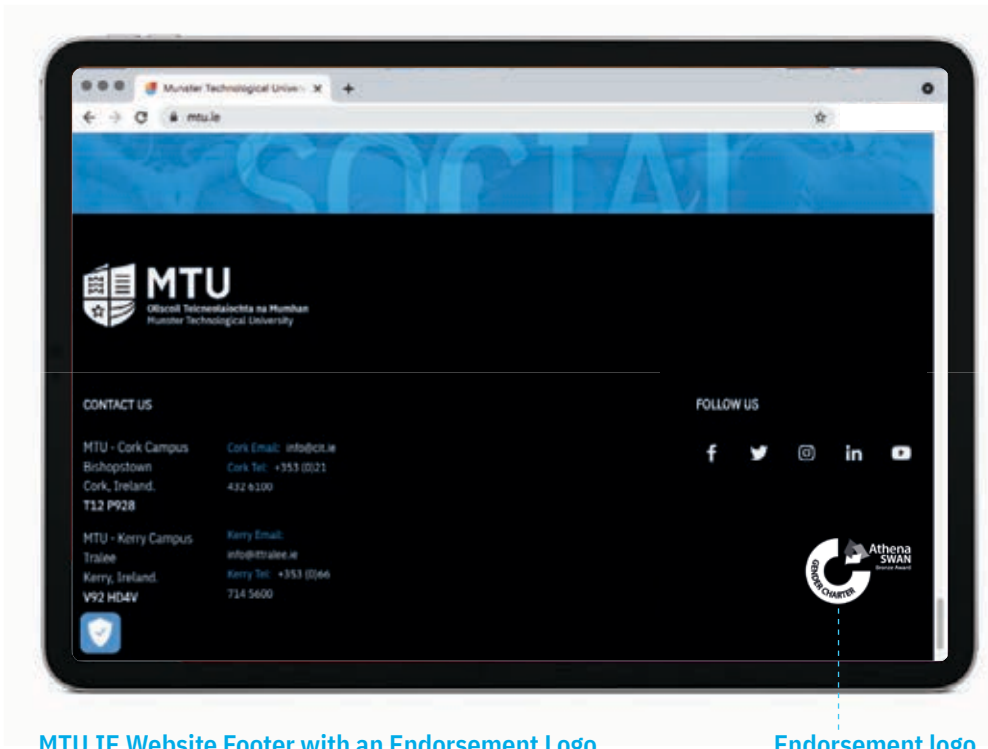 Munster Technological Unive
mtu.ie
SOCIAL
MTU
Ollscoil Teicneolaíochta na Mumhan
Munster Technological University
CONTACT US
FOLLOW US
MTU - Cork Campus
Bishopstown
Cork, Ireland.
T12 P928
Cork Email: info@cit.ie
Cork Tel: +353 (0)21
432 6100
MTU - Kerry Campus
Tralee
Kerry, Ireland.
V92 HD4V
Kerry Email:
info@ittralee.ie
Kerry Tel: +353 (0)66
714 5600
GENDER CHARTER
Athena
SWAN
Bronze Award
MTU.IE Website Footer with an Endorsement Logo
Endorsement logo